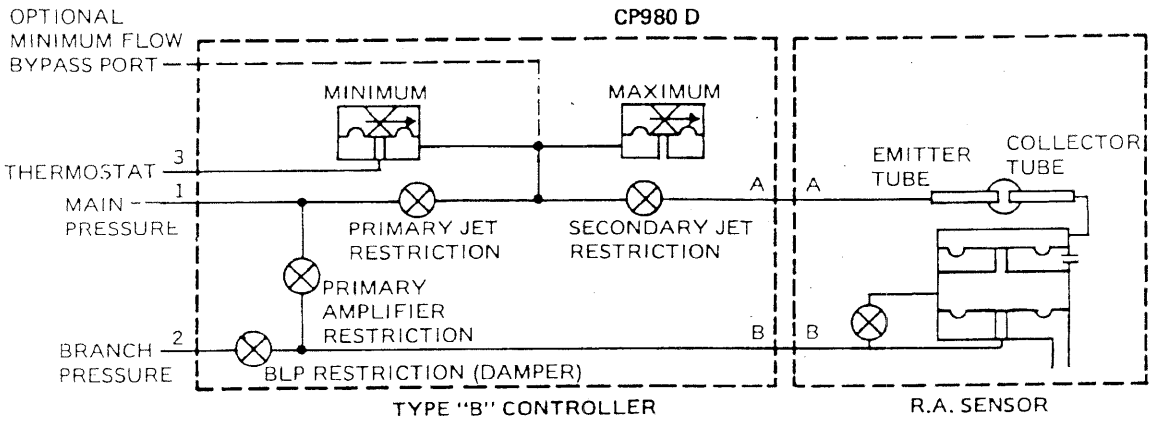 OPTIONAL
MINIMUM FLOW
BYPASS PORT
CP980 D
MINIMUM
MAXIMUM
THERMOSTAT
3
EMITTER
TUBE
COLLECTOR
TUBE
MAIN
PRESSURE
1
A
A
PRIMARY JET
RESTRICTION
SECONDARY JET
RESTRICTION
PRIMARY
AMPLIFIER
RESTRICTION
BRANCH
PRESSURE
2
B
B
BLP RESTRICTION (DAMPER)
TYPE "B" CONTROLLER
R.A. SENSOR